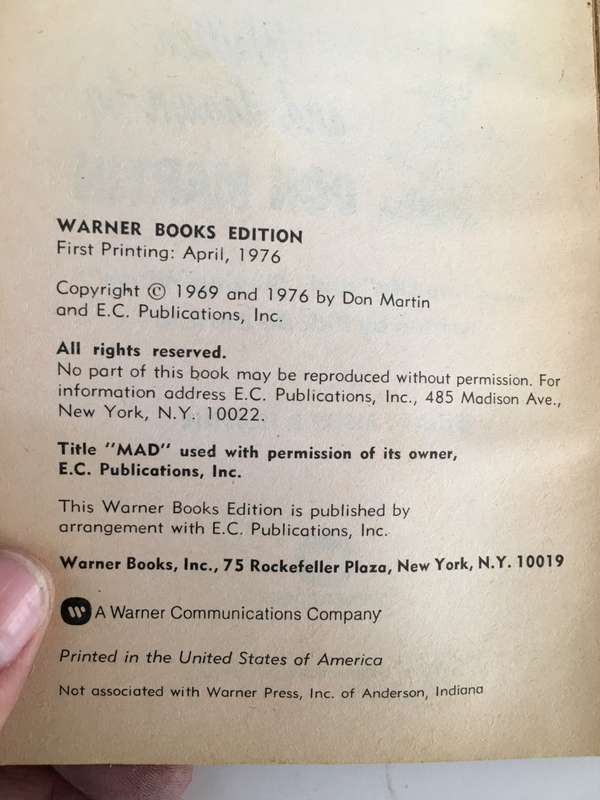 WARNER BOOKS EDITION
First Printing: April, 1976
Copyright © 1969 and 1976 by Don Martin
and E.C. Publications, Inc.
All rights reserved.
No part of this book may be reproduced without permission. For
information address E.C. Publications, Inc., 485 Madison Ave.,
New York, N.Y. 10022.
Title "MAD" used with permission of its owner,
E.C. Publications, Inc.
This Warner Books Edition is published by
arrangement with E.C. Publications, Inc.
Warner Books, Inc., 75 Rockefeller Plaza, New York, N.Y. 10019
A Warner Communications Company
Printed in the United States of America
Not associated with Warner Press, Inc. of Anderson, Indiana